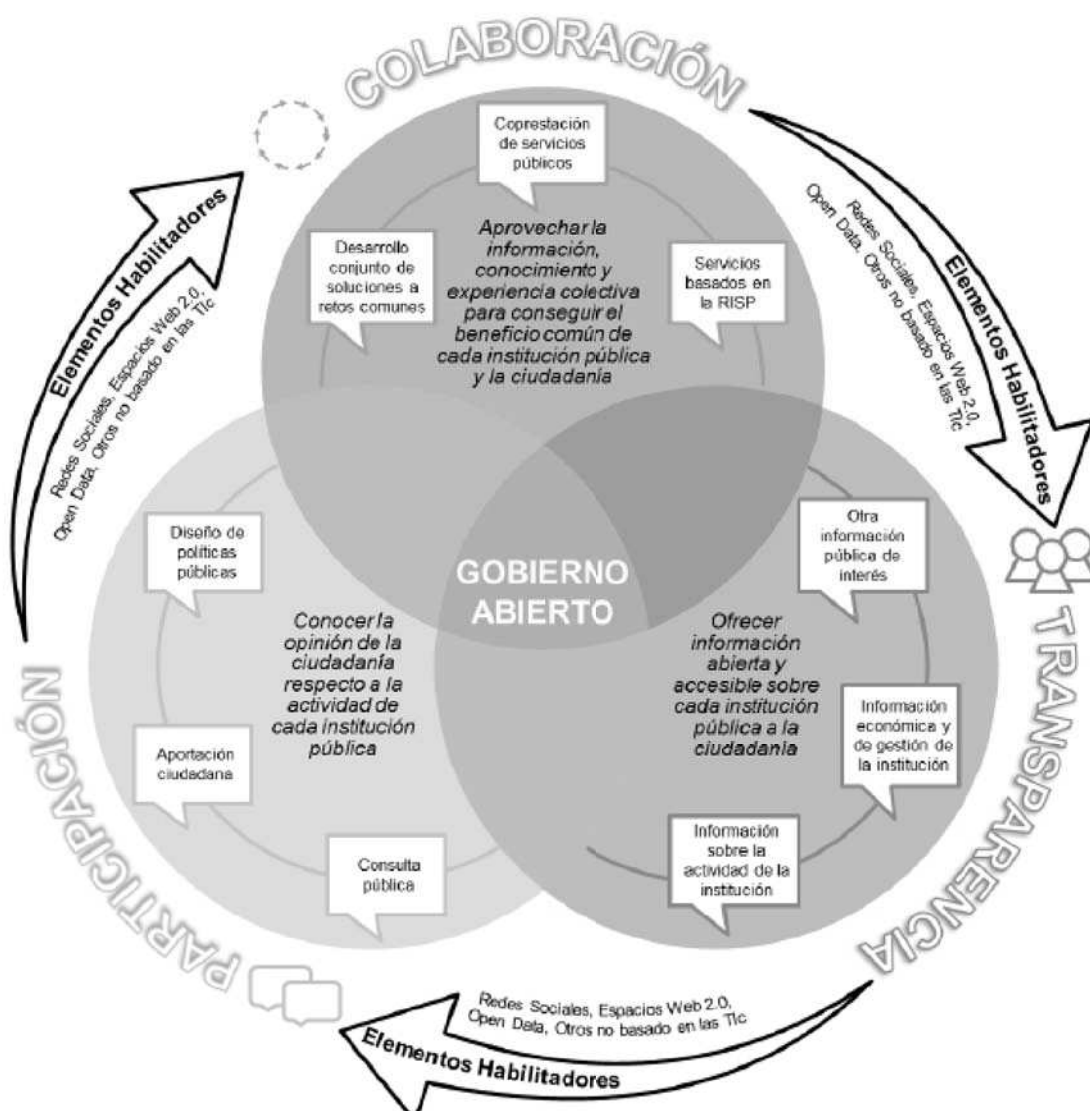 COLABORACIÓN
Coprestación
de servicios
públicos
Desarrollo
conjunto de
soluciones a
retos comunes
Aprovechar la
información,
conocimiento y
experiencia colectiva
para conseguir el
beneficio común de
cada institución pública
y la ciudadanía
Servicios
basados en
la RISP
Elementos Habilitadores
Redes Sociales, Espacios Web 2.0,
Open Data, Otros no basado en las Tic
Elementos Habilitadores
Redes Sociales, Espacios Web 2.0,
Open Data, Otros no basado en las Tic
GOBIERNO
ABIERTO
Diseño de
políticas
públicas
Conocer la
opinión de la
ciudadanía
respecto a la
actividad de
cada institución
pública
Aportación
ciudadana
Consulta
pública
PARTICIPACIÓN
Otra
información
pública de
interés
Ofrecer
información
abierta y
accesible sobre
cada institución
pública a la
ciudadanía
Información
económica y
de gestión de
la institución
Información
sobre la
actividad de la
institución
TRANSPARENCIA
Redes Sociales, Espacios Web 2.0,
Open Data, Otros no basado en las Tic
Elementos Habilitadores